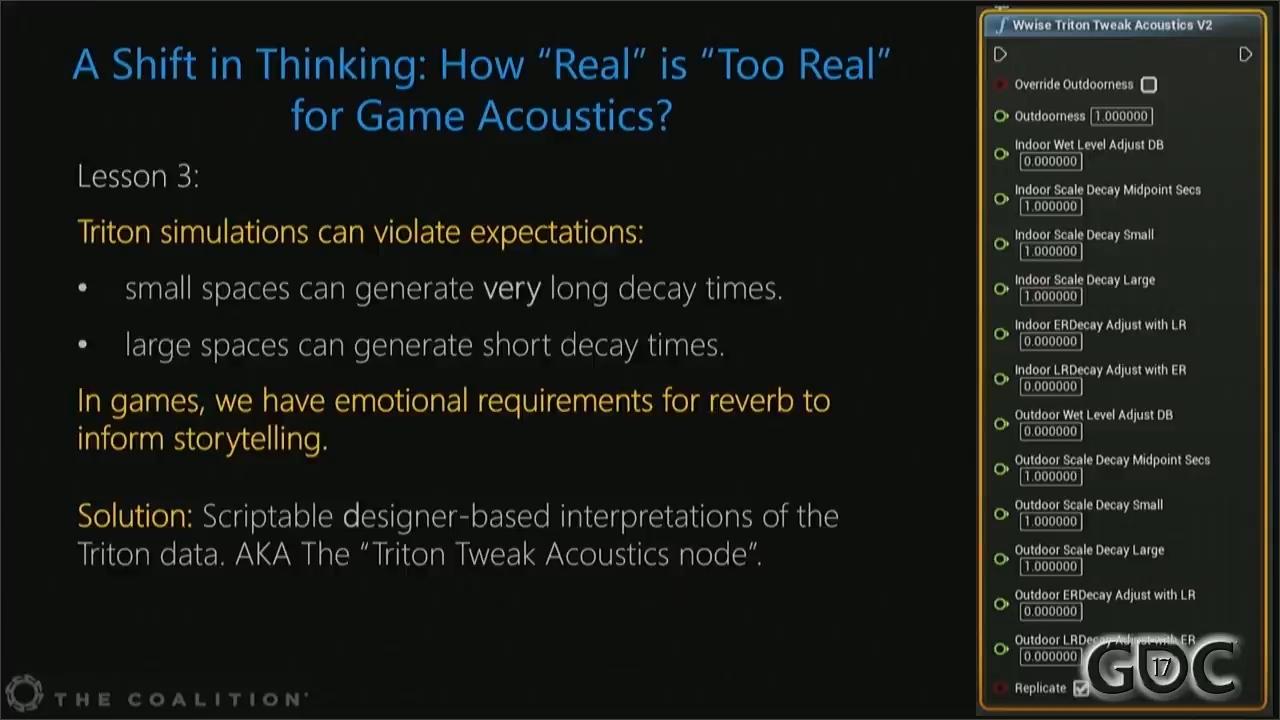 A Shift in Thinking: How “Real” is “Too Real”
for Game Acoustics?
Lesson 3:
Triton simulations can violate expectations:
• small spaces can generate very long decay times.
• large spaces can generate short decay times.
In games, we have emotional requirements for reverb to
inform storytelling.
Solution: Scriptable designer-based interpretations of the
Triton data. AKA The “Triton Tweak Acoustics node”.
THE COALITION
f Wwise Triton Tweak Acoustics V2
Override Outdoorness
Outdoorness 1.000000
Indoor Wet Level Adjust DB
0.000000
Indoor Scale Decay Midpoint Secs
1.000000
Indoor Scale Decay Small
1.000000
Indoor Scale Decay Large
1.000000
Indoor ERDecay Adjust with LR
0.000000
Indoor LRDecay Adjust with ER
0.000000
Outdoor Wet Level Adjust DB
0.000000
Outdoor Scale Decay Midpoint Secs
1.000000
Outdoor Scale Decay Small
1.000000
Outdoor Scale Decay Large
1.000000
Outdoor ERDecay Adjust with LR
0.000000
Outdoor LRDecay Adjust with ER
0.000000
Replicate
GDC
17